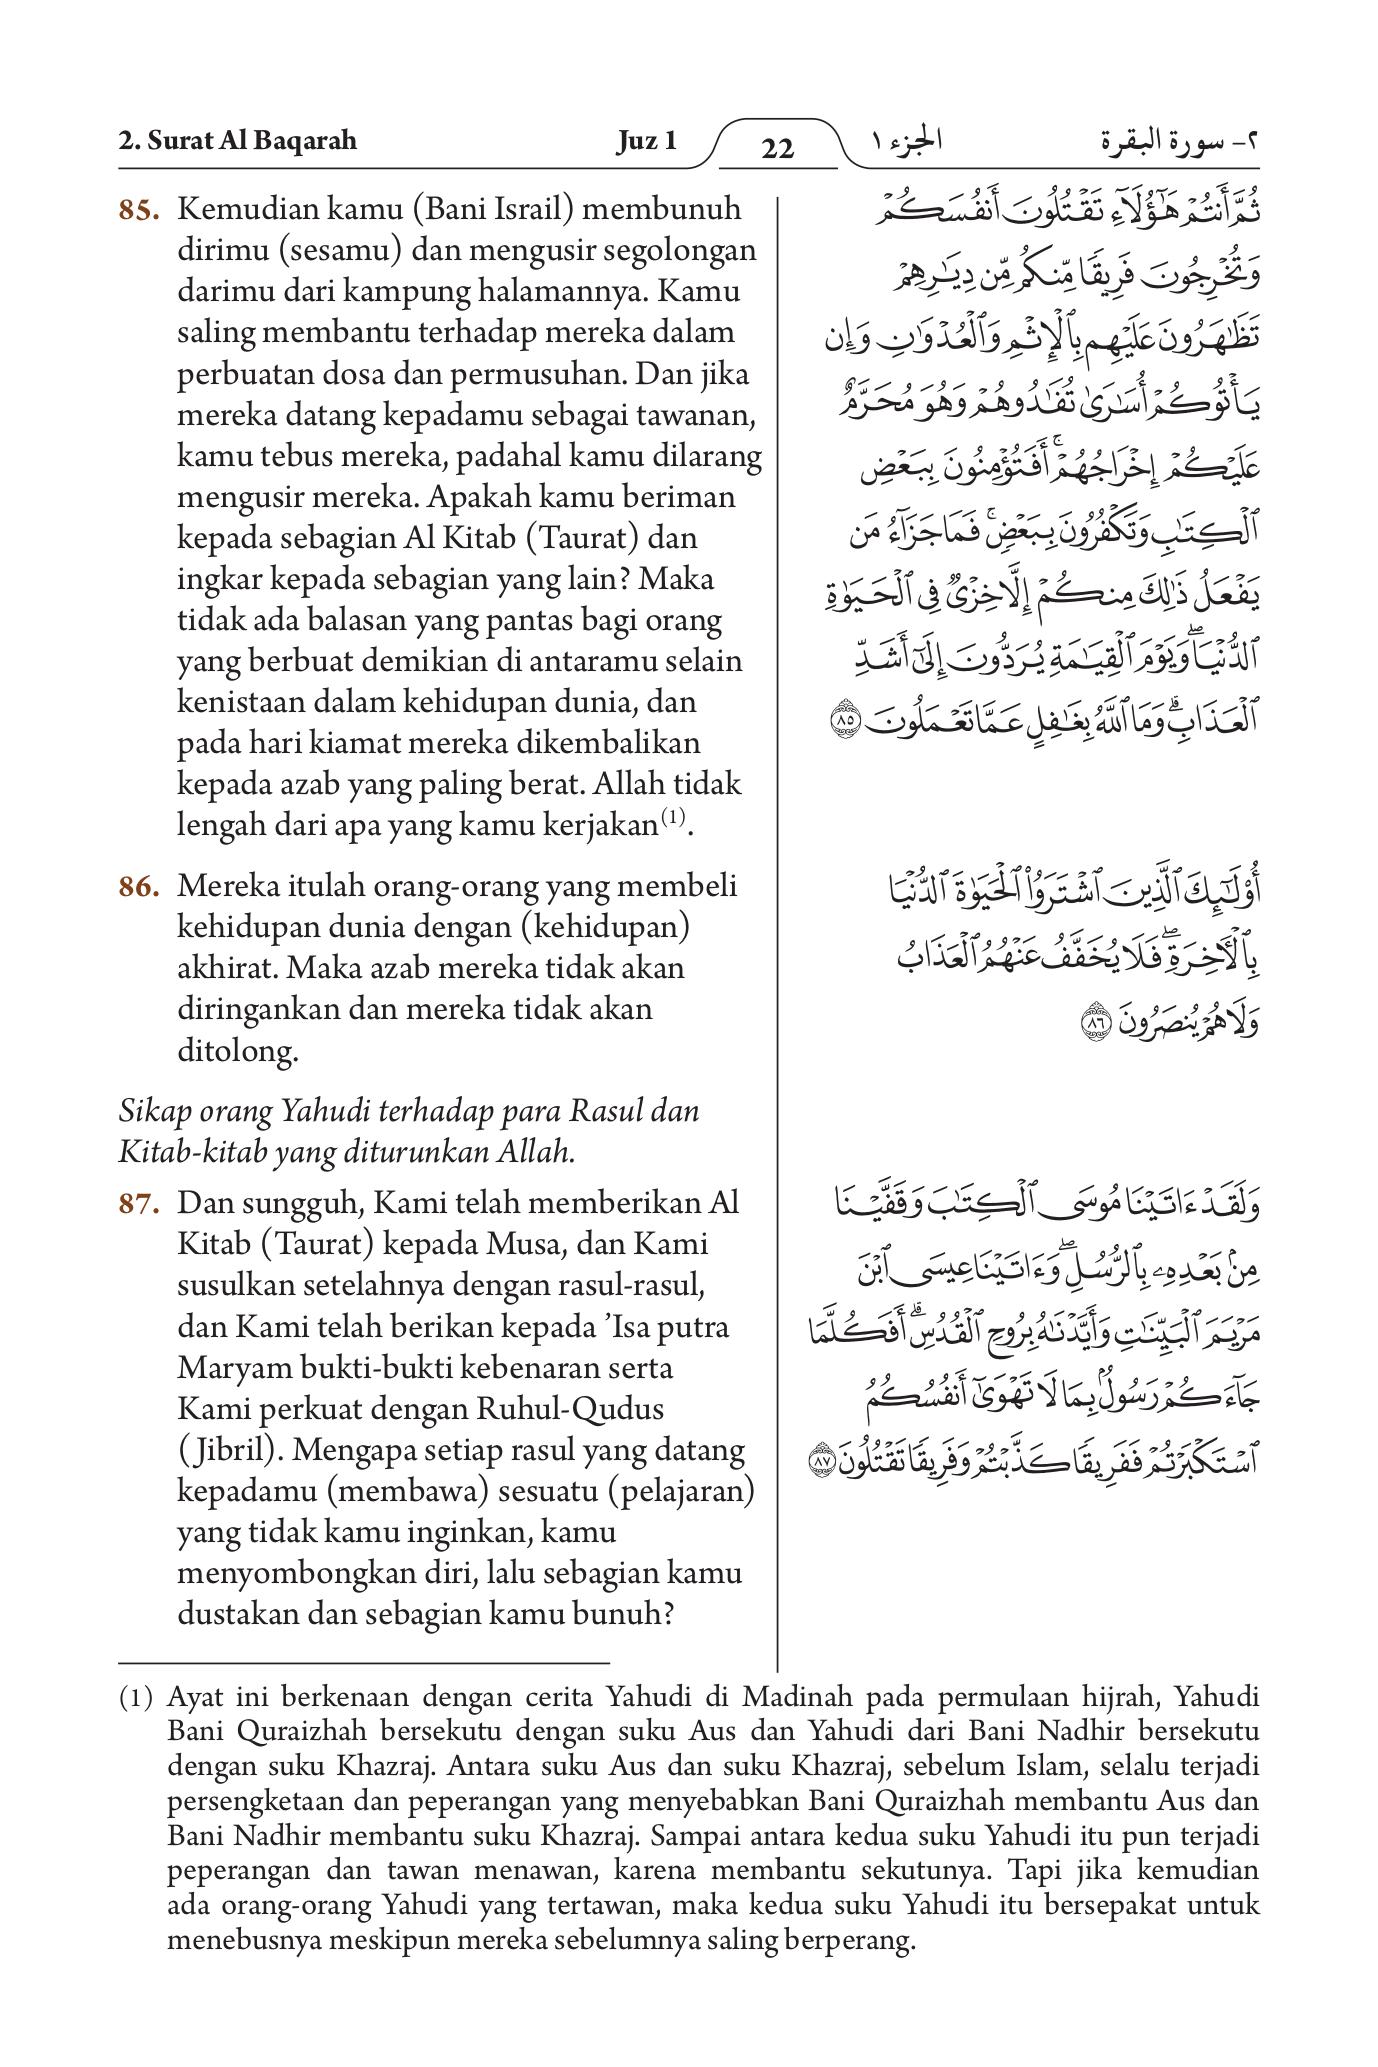 2. Surat Al Baqarah
Juz 1
22
الجزء ١
٢- سورة البقرة
85. Kemudian kamu (Bani Israil) membunuh
dirimu (sesamu) dan mengusir segolongan
darimu dari kampung halamannya. Kamu
saling membantu terhadap mereka dalam
perbuatan dosa dan permusuhan. Dan jika
mereka datang kepadamu sebagai tawanan,
kamu tebus mereka, padahal kamu dilarang
mengusir mereka. Apakah kamu beriman
kepada sebagian Al Kitab (Taurat) dan
ingkar kepada sebagian yang lain? Maka
tidak ada balasan yang pantas bagi orang
yang berbuat demikian di antaramu selain
kenistaan dalam kehidupan dunia, dan
pada hari kiamat mereka dikembalikan
kepada azab yang paling berat. Allah tidak
lengah dari apa yang kamu kerjakan(1).
86. Mereka itulah orang-orang yang membeli
kehidupan dunia dengan (kehidupan)
akhirat. Maka azab mereka tidak akan
diringankan dan mereka tidak akan
ditolong.
Sikap orang Yahudi terhadap para Rasul dan
Kitab-kitab yang diturunkan Allah.
87. Dan sungguh, Kami telah memberikan Al
Kitab (Taurat) kepada Musa, dan Kami
susulkan setelahnya dengan rasul-rasul,
dan Kami telah berikan kepada ’Isa putra
Maryam bukti-bukti kebenaran serta
Kami perkuat dengan Ruhul-Qudus
(Jibril). Mengapa setiap rasul yang datang
kepadamu (membawa) sesuatu (pelajaran)
yang tidak kamu inginkan, kamu
menyombongkan diri, lalu sebagian kamu
dustakan dan sebagian kamu bunuh?
ثُمَّ أَنتُمْ هَٰٓؤُلَآءِ تَقْتُلُونَ أَنفُسَكُمْ
وَتُخْرِجُونَ فَرِيقًا مِّنكُم مِّن دِيَٰرِهِمْ
تَظَٰهَرُونَ عَلَيْهِم بِٱلْإِثْمِ وَٱلْعُدْوَٰنِ وَإِن
يَأْتُوكُمْ أُسَٰرَىٰ تُفَٰدُوهُمْ وَهُوَ مُحَرَّمٌ
عَلَيْكُمْ إِخْرَاجُهُمْۚ أَفَتُؤْمِنُونَ بِبَعْضِ
ٱلْكِتَٰبِ وَتَكْفُرُونَ بِبَعْضٍۚ فَمَا جَزَآءُ مَن
يَفْعَلُ ذَٰلِكَ مِنكُمْ إِلَّا خِزْىٌ فِى ٱلْحَيَوٰةِ
ٱلدُّنْيَاۖ وَيَوْمَ ٱلْقِيَٰمَةِ يُرَدُّونَ إِلَىٰٓ أَشَدِّ
ٱلْعَذَابِۗ وَمَا ٱللَّهُ بِغَٰفِلٍ عَمَّا تَعْمَلُونَ ٨٥
أُو۟لَٰٓئِكَ ٱلَّذِينَ ٱشْتَرَوُا۟ ٱلْحَيَوٰةَ ٱلدُّنْيَا
بِٱلْءَاخِرَةِۖ فَلَا يُخَفَّفُ عَنْهُمُ ٱلْعَذَابُ
وَلَا هُمْ يُنصَرُونَ ٨٦
وَلَقَدْ ءَاتَيْنَا مُوسَى ٱلْكِتَٰبَ وَقَفَّيْنَا
مِنۢ بَعْدِهِۦ بِٱلرُّسُلِۖ وَءَاتَيْنَا عِيسَى ٱبْنَ
مَرْيَمَ ٱلْبَيِّنَٰتِ وَأَيَّدْنَٰهُ بِرُوحِ ٱلْقُدُسِۗ أَفَكُلَّمَا
جَآءَكُمْ رَسُولٌۢ بِمَا لَا تَهْوَىٰٓ أَنفُسُكُمُ
ٱسْتَكْبَرْتُمْ فَفَرِيقًا كَذَّبْتُمْ وَفَرِيقًا تَقْتُلُونَ ٨٧
(1) Ayat ini berkenaan dengan cerita Yahudi di Madinah pada permulaan hijrah, Yahudi
Bani Quraizhah bersekutu dengan suku Aus dan Yahudi dari Bani Nadhir bersekutu
dengan suku Khazraj. Antara suku Aus dan suku Khazraj, sebelum Islam, selalu terjadi
persengketaan dan peperangan yang menyebabkan Bani Quraizhah membantu Aus dan
Bani Nadhir membantu suku Khazraj. Sampai antara kedua suku Yahudi itu pun terjadi
peperangan dan tawan menawan, karena membantu sekutunya. Tapi jika kemudian
ada orang-orang Yahudi yang tertawan, maka kedua suku Yahudi itu bersepakat untuk
menebusnya meskipun mereka sebelumnya saling berperang.